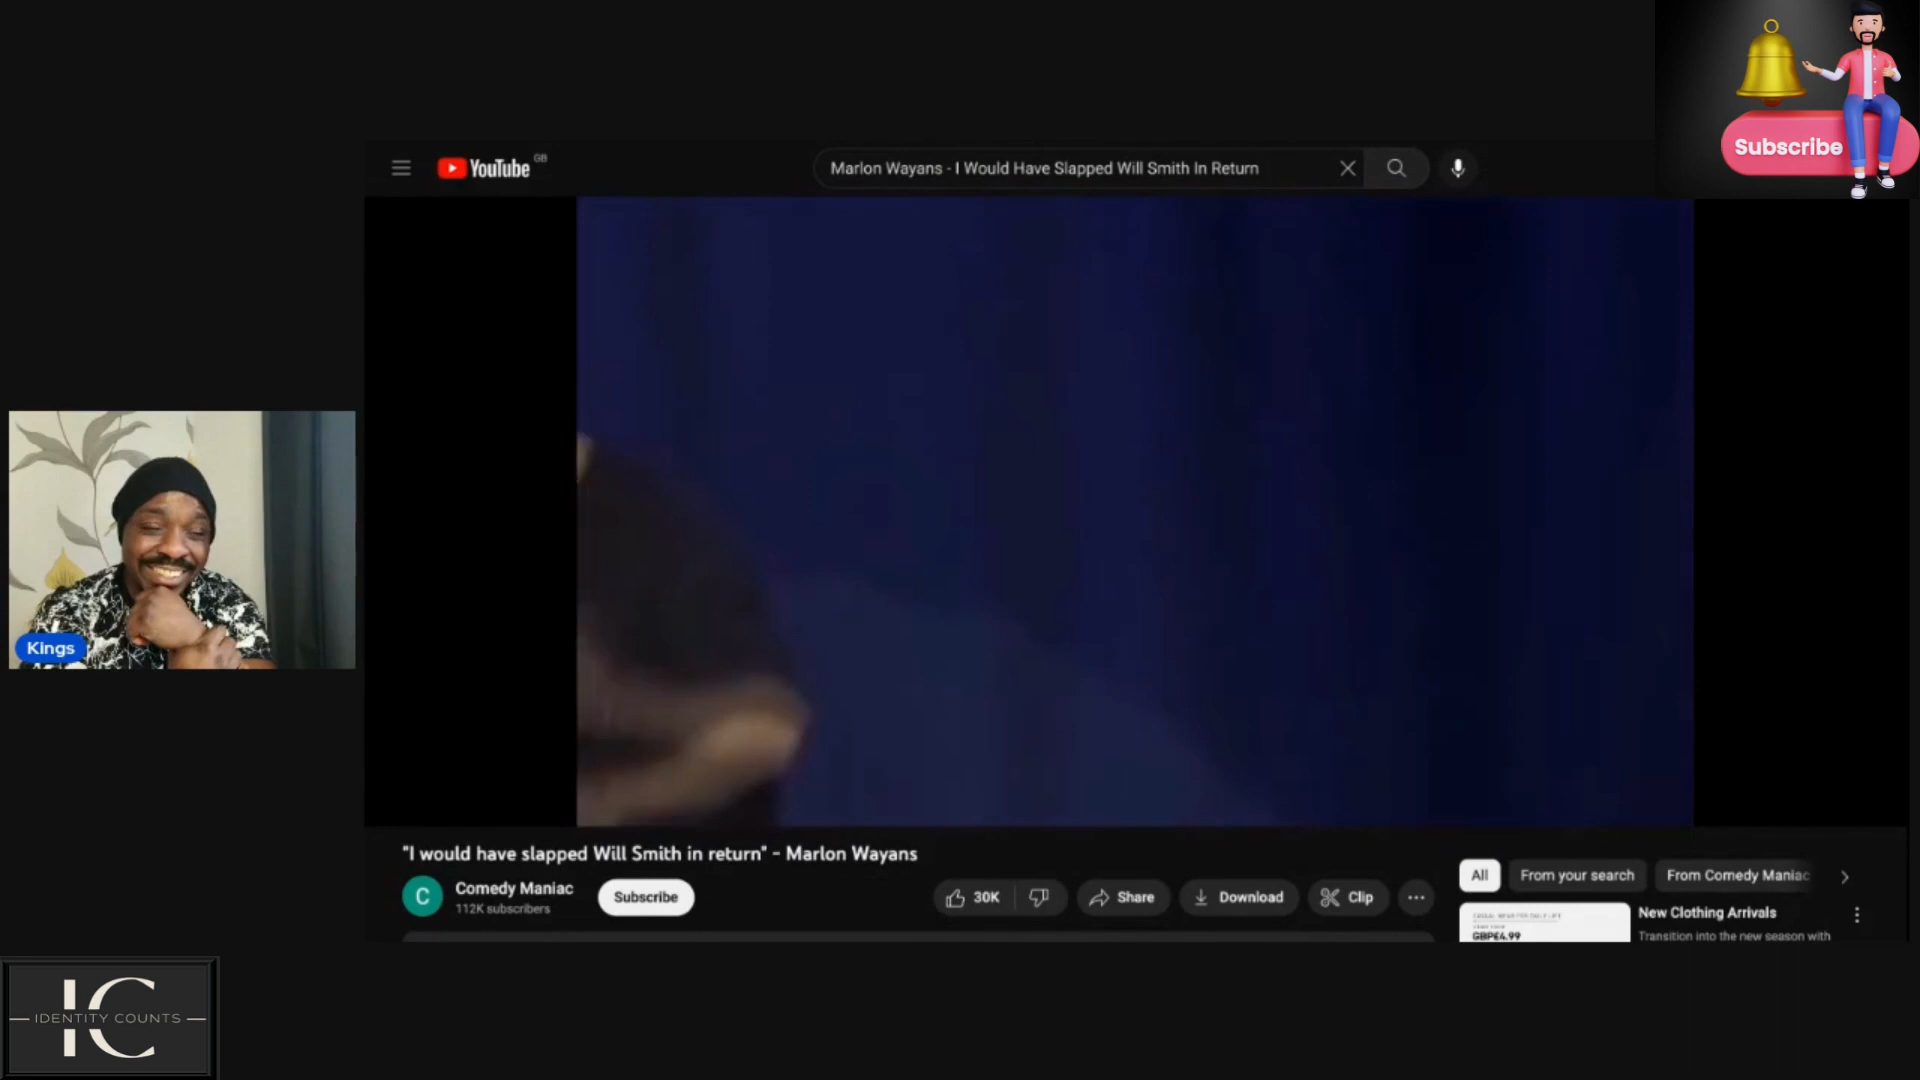 Subscribe
YouTube GB
Marlon Wayans - I Would Have Slapped Will Smith In Return
Kings
"I would have slapped Will Smith in return" - Marlon Wayans
C
Comedy Maniac
112K subscribers
Subscribe
30K
Share
Download
Clip
All
From your search
From Comedy Maniac
GBP£4.99
New Clothing Arrivals
Transition into the new season with
IC
IDENTITY COUNTS